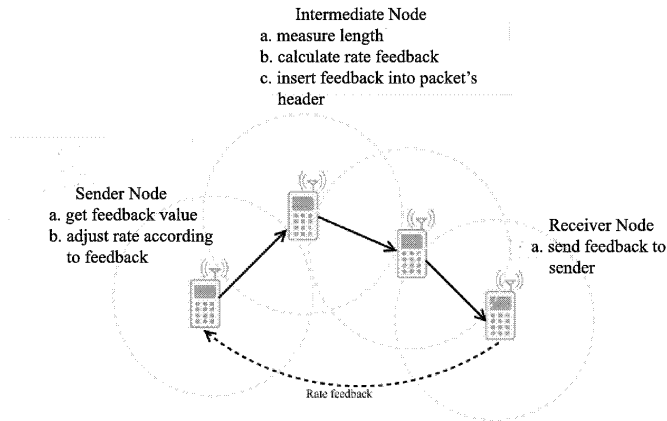 Intermediate Node
a. measure length
b. calculate rate feedback
c. insert feedback into packet's
header
Sender Node
a. get feedback value
b. adjust rate according
to feedback
Receiver Node
a. send feedback to
sender
Rate feedback